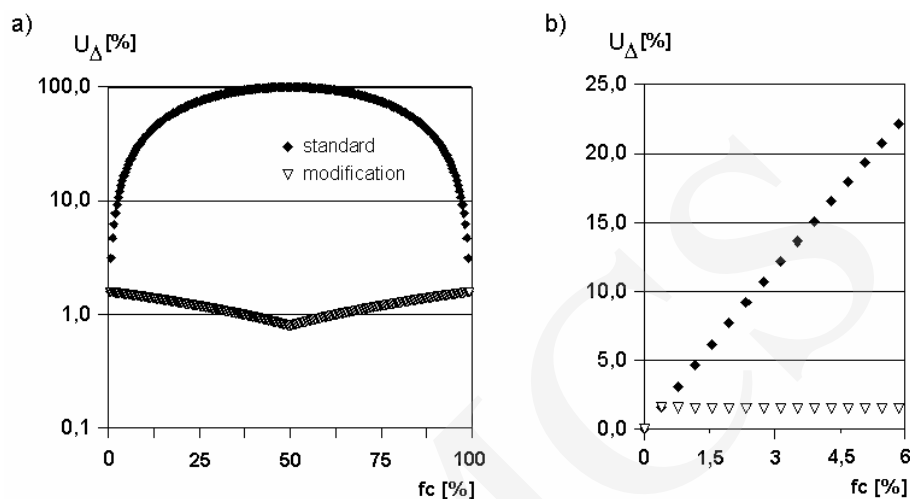 a)
U_Δ [%]
100,0
10,0
1,0
0,1
0 25 50 75 100
fc [%]
standard
modification
b)
U_Δ [%]
25,0
20,0
15,0
10,0
5,0
0,0
0 1,5 3 4,5 6
fc [%]
MCS